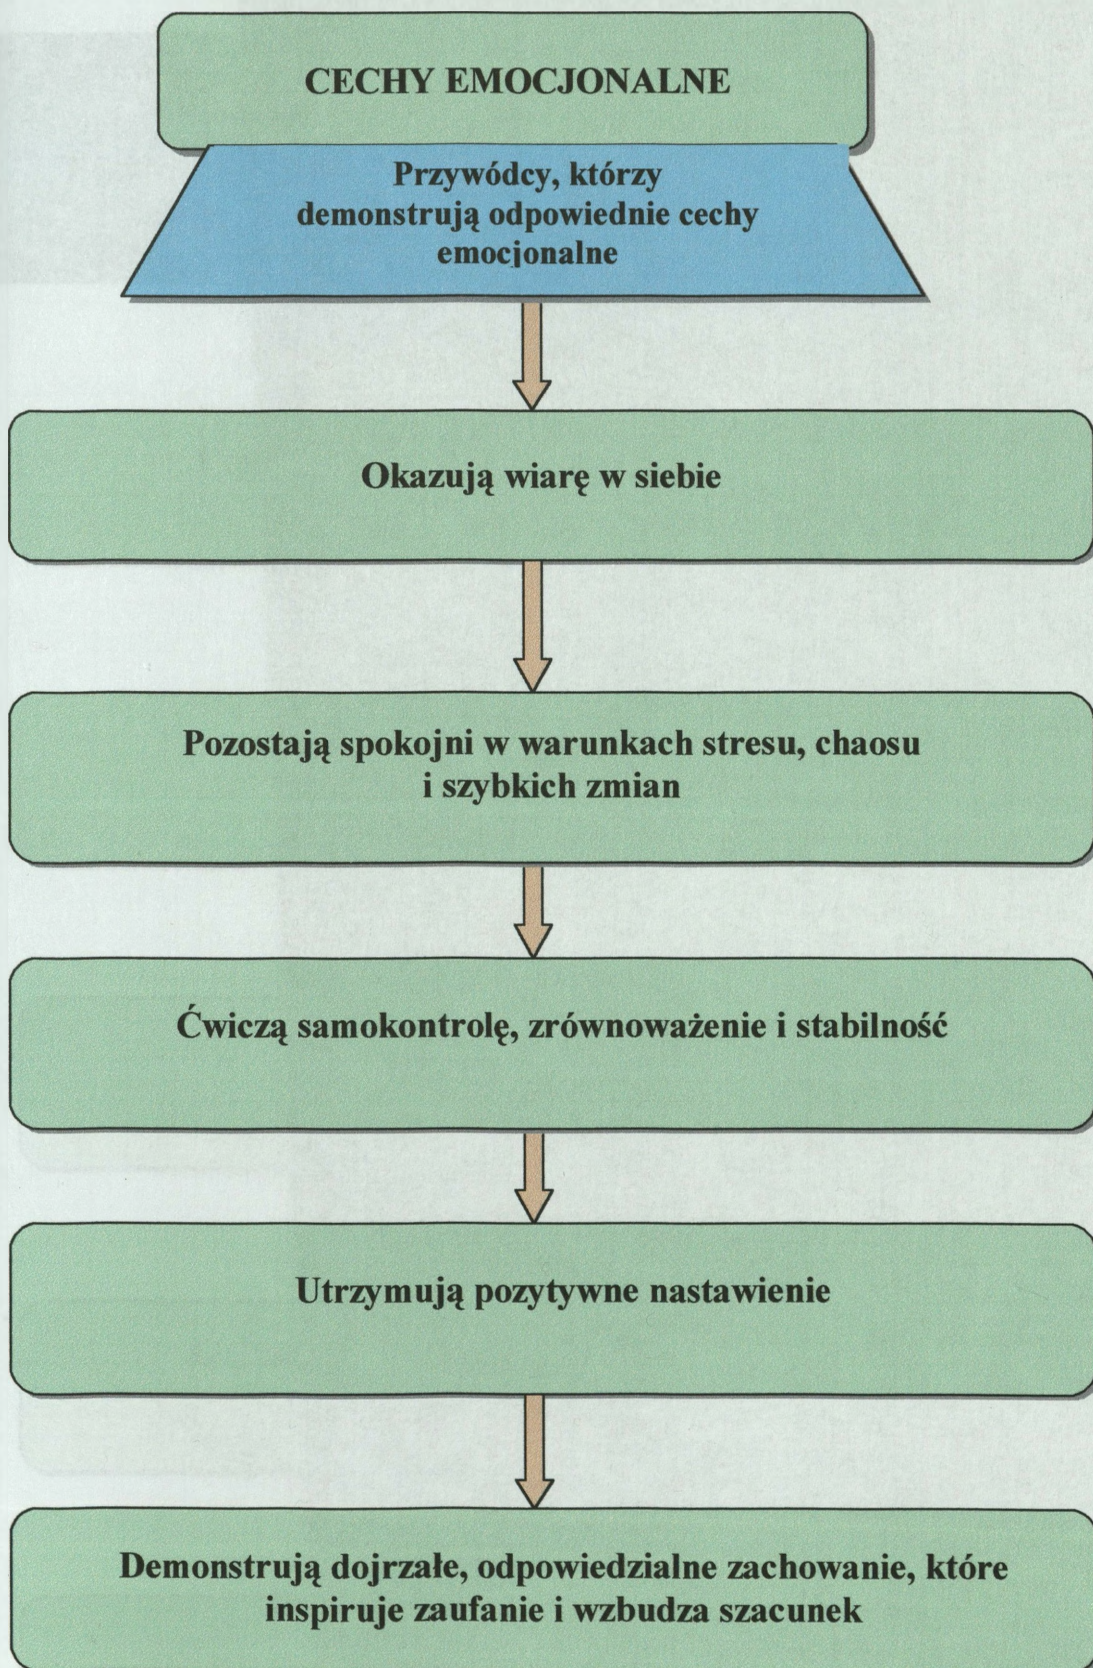 CECHY EMOCJONALNE
Przywódcy, którzy
demonstrują odpowiednie cechy
emocjonalne
Okazują wiarę w siebie
Pozostają spokojni w warunkach stresu, chaosu
i szybkich zmian
Ćwiczą samokontrolę, zrównoważenie i stabilność
Utrzymują pozytywne nastawienie
Demonstrują dojrzałe, odpowiedzialne zachowanie, które
inspiruje zaufanie i wzbudza szacunek